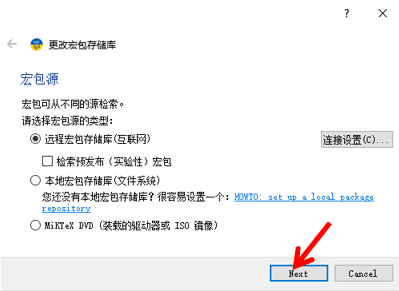 更改宏包存储库
宏包源
宏包可从不同的源检索。
请选择宏包源的类型:
远程宏包存储库(互联网)
连接设置(C)...
检索预发布（实验性）宏包
本地宏包存储库(文件系统)
您还没有本地宏包存储库? 很容易设置一个: HOWTO: set up a local package
repository
MiKTeX DVD (装载的驱动器或 ISO 镜像)
Next
Cancel